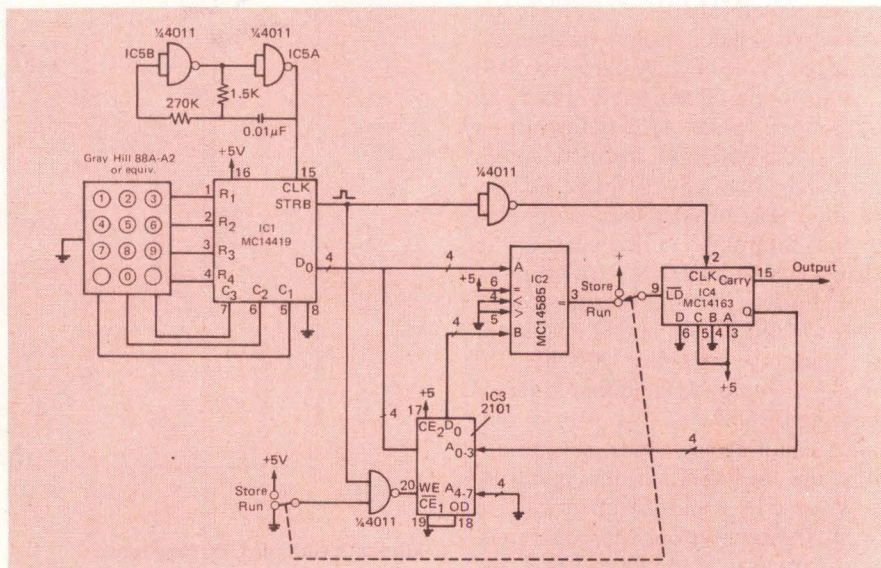 ¼4011
¼4011
IC5B
IC5A
1.5K
270K
0.01µF
Gray Hill 88A-A2
or equiv.
+5V
16
15
CLK
STRB
1 2 3
4 5 6
7 8 9
0
1 R1
2 R2
3 R3
4 R4
IC1
MC14419
D0
4
4
C3 C2 C1
7 6 5 8
¼4011
A
IC2
MC14585
+5
6 =
4 <
5 >
B
=
3
4
+
Store
Run
9
2
CLK Carry
15
Output
IC4
LD MC14163
Q
D C B A
6 5 4 3
+5
4
+5
17
CE2 D0
IC3
2101
A0-3
4
WE
20
A4-7
4
CE1 OD
19 18
+5V
Store
Run
¼4011